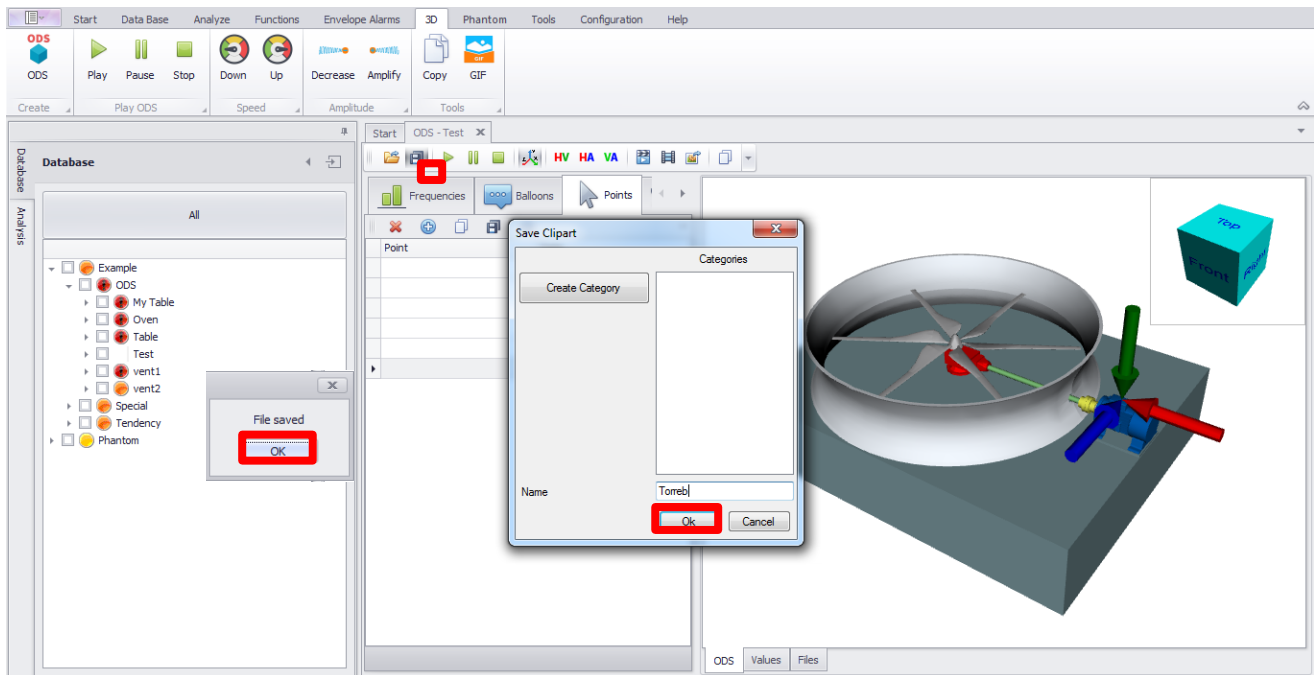 Start Data Base Analyze Functions Envelope Alarms 3D Phantom Tools Configuration Help
ODS
ODS Play Pause Stop Down Up Decrease Amplify Copy GIF
GIF
Create Play ODS Speed Amplitude Tools
Start ODS - Test
Database
HV HA VA
Database
Analysis
Frequencies Balloons Points
All
Point
Example
ODS
My Table
Oven
Table
Test
vent1
vent2
Special
Tendency
Phantom
File saved
OK
Save Clipart
Categories
Create Category
Name Torreb
Ok Cancel
Top
Front
ODS Values Files